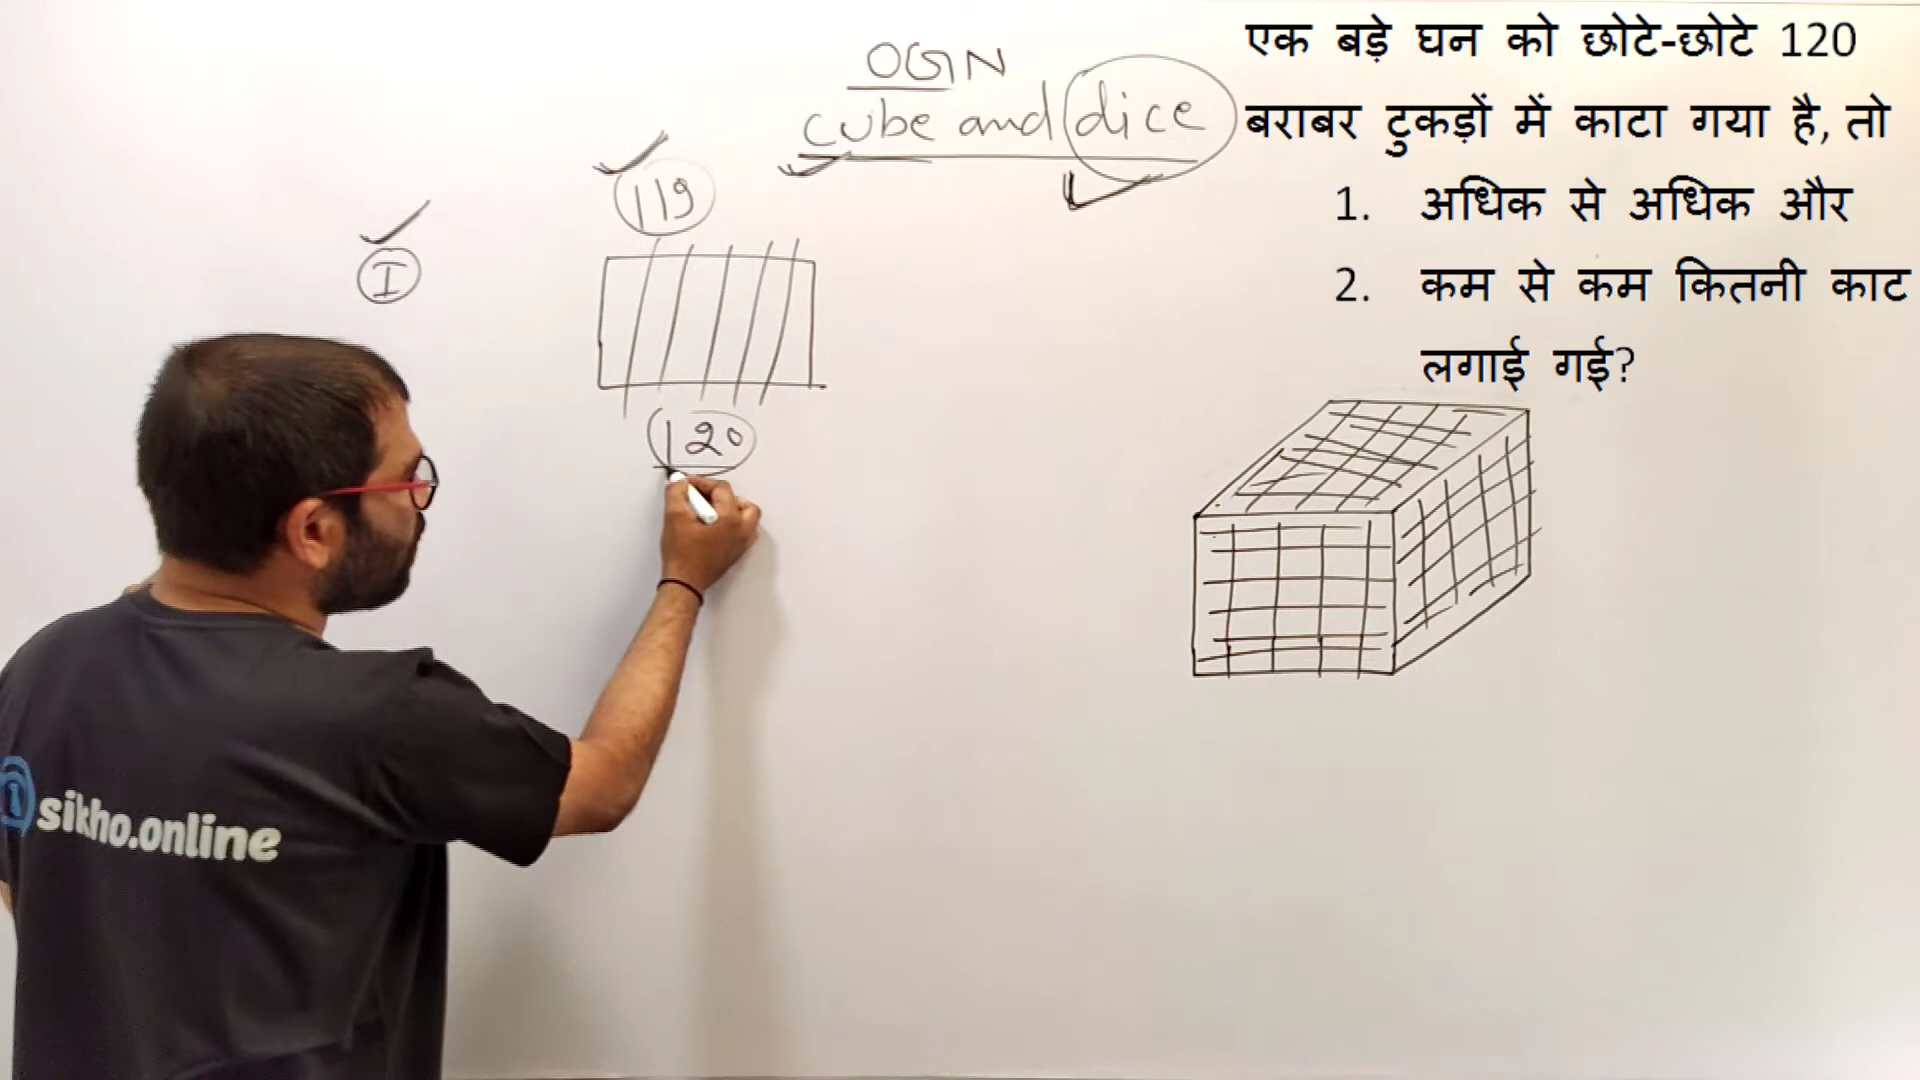 OGN
cube and dice
119
I
120
एक बड़े घन को छोटे-छोटे 120
बराबर टुकड़ों में काटा गया है, तो
1. अधिक से अधिक और
2. कम से कम कितनी काट
लगाई गई?
sikho.online